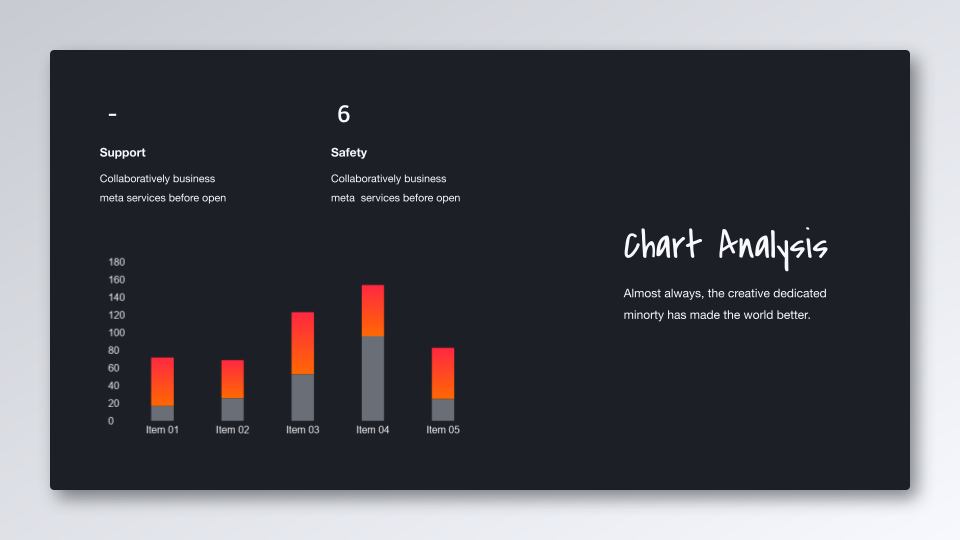 -
6
Support
Safety
Collaboratively business
meta services before open
Collaboratively business
meta  services before open
Chart Analysis
Almost always, the creative dedicated
minorty has made the world better.
180
160
140
120
100
80
60
40
20
0
Item 01
Item 02
Item 03
Item 04
Item 05